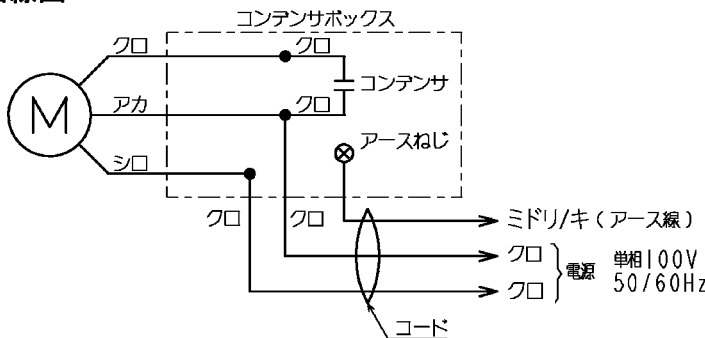 コンデンサボックス
クロ
クロ
コンデンサ
M
アカ
クロ
アースねじ
シロ
クロ
クロ
ミドリ/キ(アース線)
クロ
電源
単相100V
50/60Hz
クロ
コード